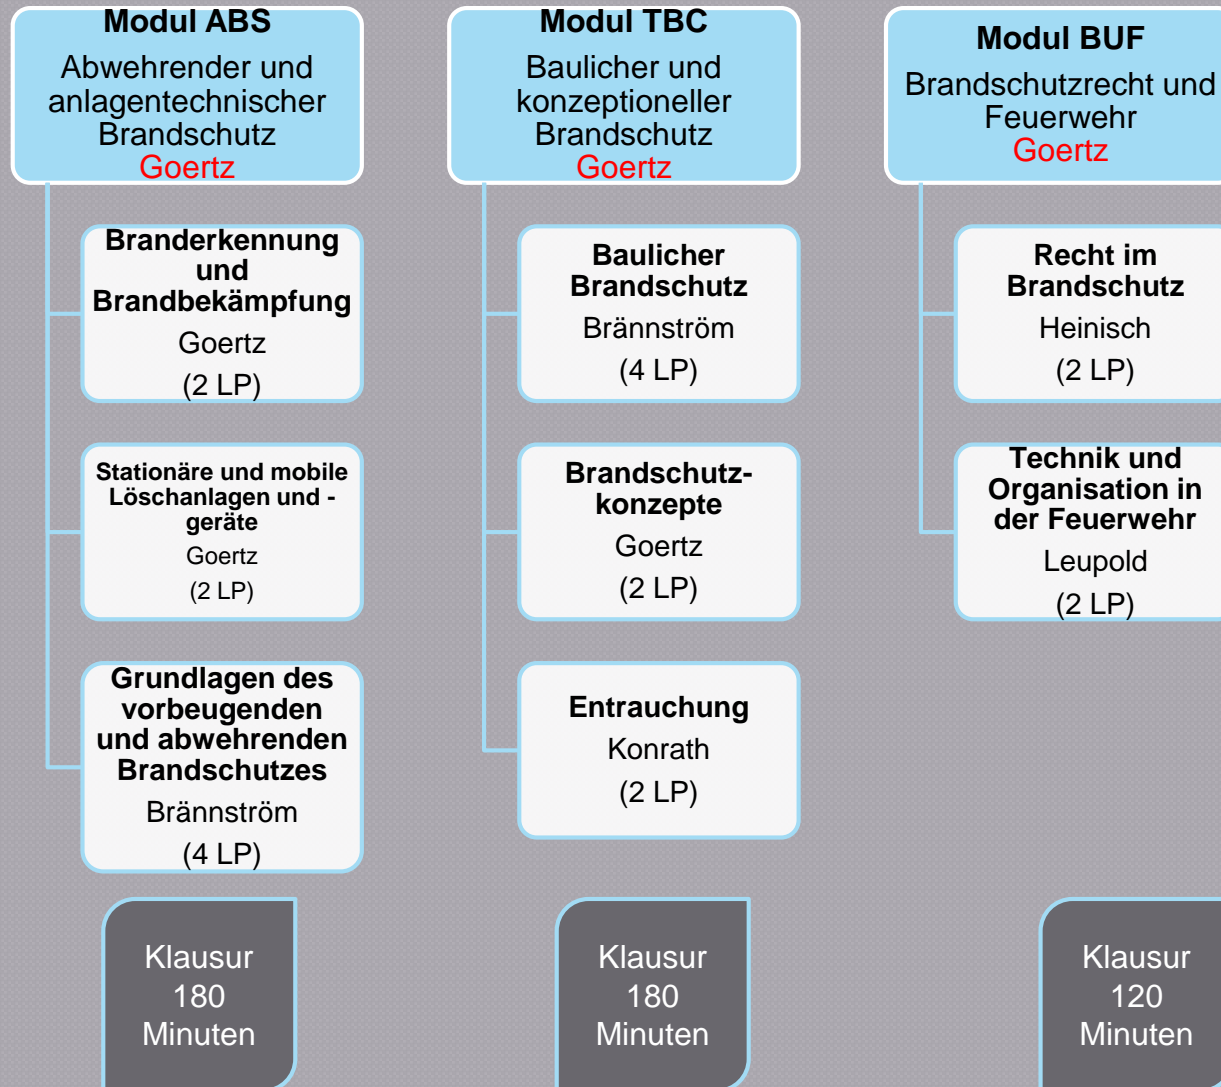 Modul ABS
Abwehrender und
anlagentechnischer
Brandschutz
Goertz
Branderkennung
und
Brandbekämpfung
Goertz
(2 LP)
Stationäre und mobile
Löschanlagen und -
geräte
Goertz
(2 LP)
Grundlagen des
vorbeugenden
und abwehrenden
Brandschutzes
Brännström
(4 LP)
Klausur
180
Minuten
Modul TBC
Baulicher und
konzeptioneller
Brandschutz
Goertz
Baulicher
Brandschutz
Brännström
(4 LP)
Brandschutz-
konzepte
Goertz
(2 LP)
Entrauchung
Konrath
(2 LP)
Klausur
180
Minuten
Modul BUF
Brandschutzrecht und
Feuerwehr
Goertz
Recht im
Brandschutz
Heinisch
(2 LP)
Technik und
Organisation in
der Feuerwehr
Leupold
(2 LP)
Klausur
120
Minuten